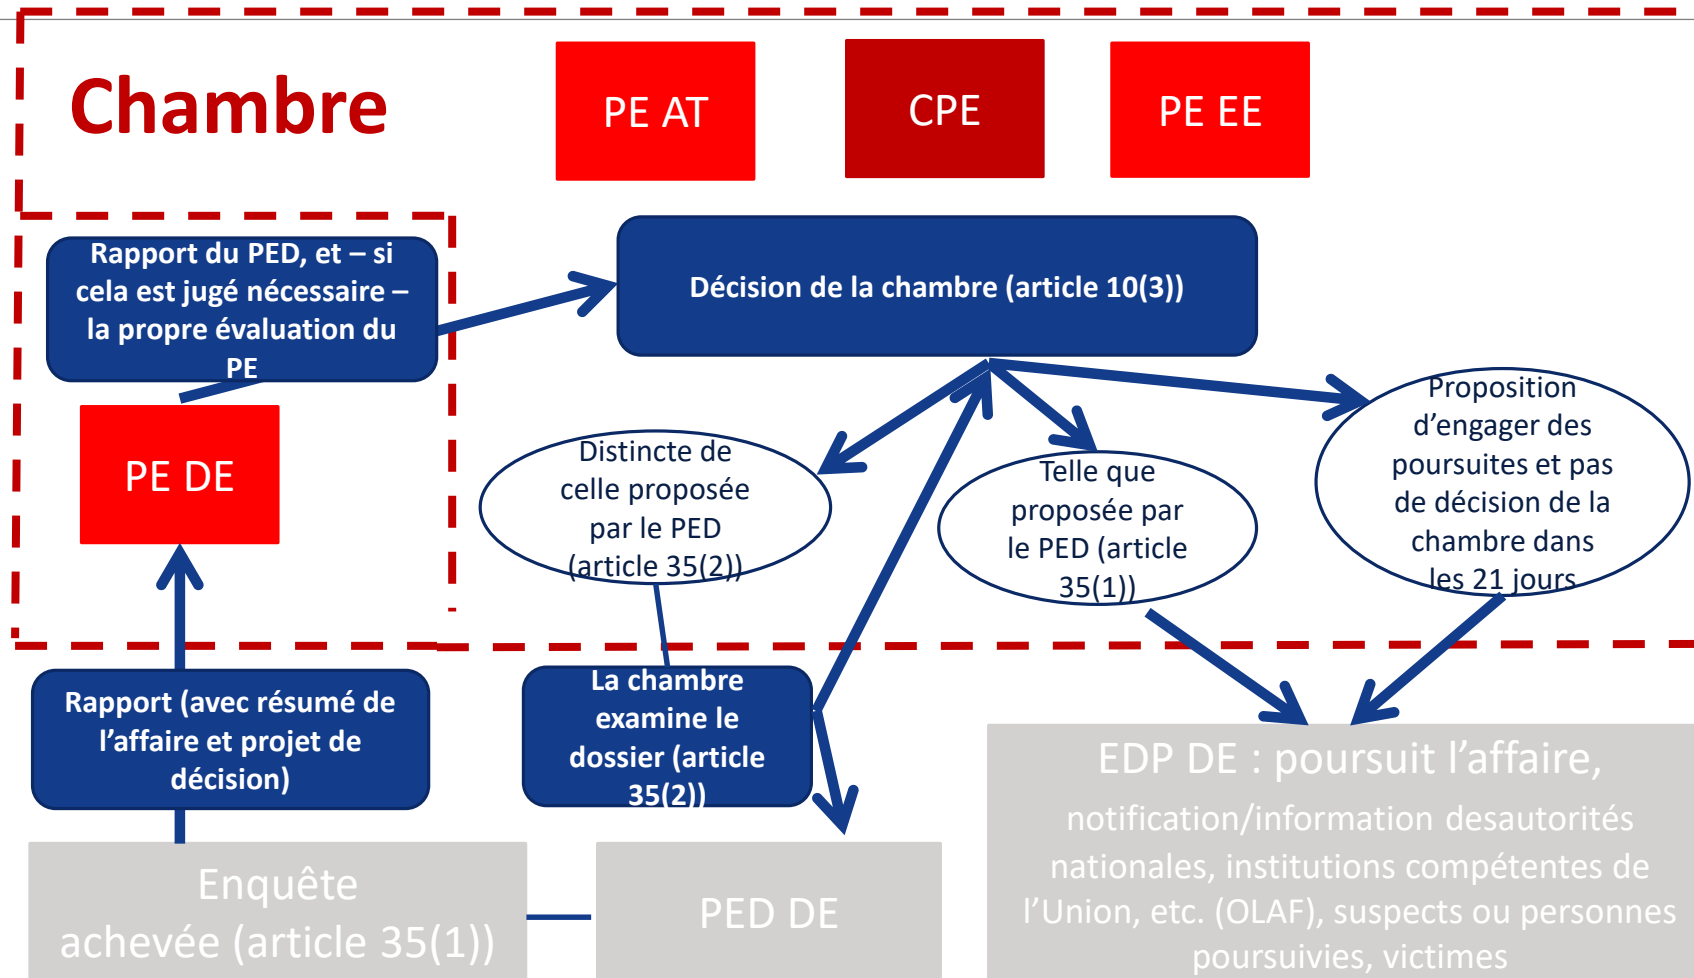 Chambre
PE AT
CPE
PE EE
Rapport du PED, et – si
cela est jugé nécessaire –
la propre évaluation du
PE
Décision de la chambre (article 10(3))
PE DE
Distincte de
celle proposée
par le PED
(article 35(2))
Telle que
proposée par
le PED (article
35(1))
Proposition
d’engager des
poursuites et pas
de décision de la
chambre dans
les 21 jours
Rapport (avec résumé de
l’affaire et projet de
décision)
La chambre
examine le
dossier (article
35(2))
Enquête
achevée (article 35(1))
PED DE
EDP DE : poursuit l’affaire,
notification/information desautorités
nationales, institutions compétentes de
l’Union, etc. (OLAF), suspects ou personnes
poursuivies, victimes